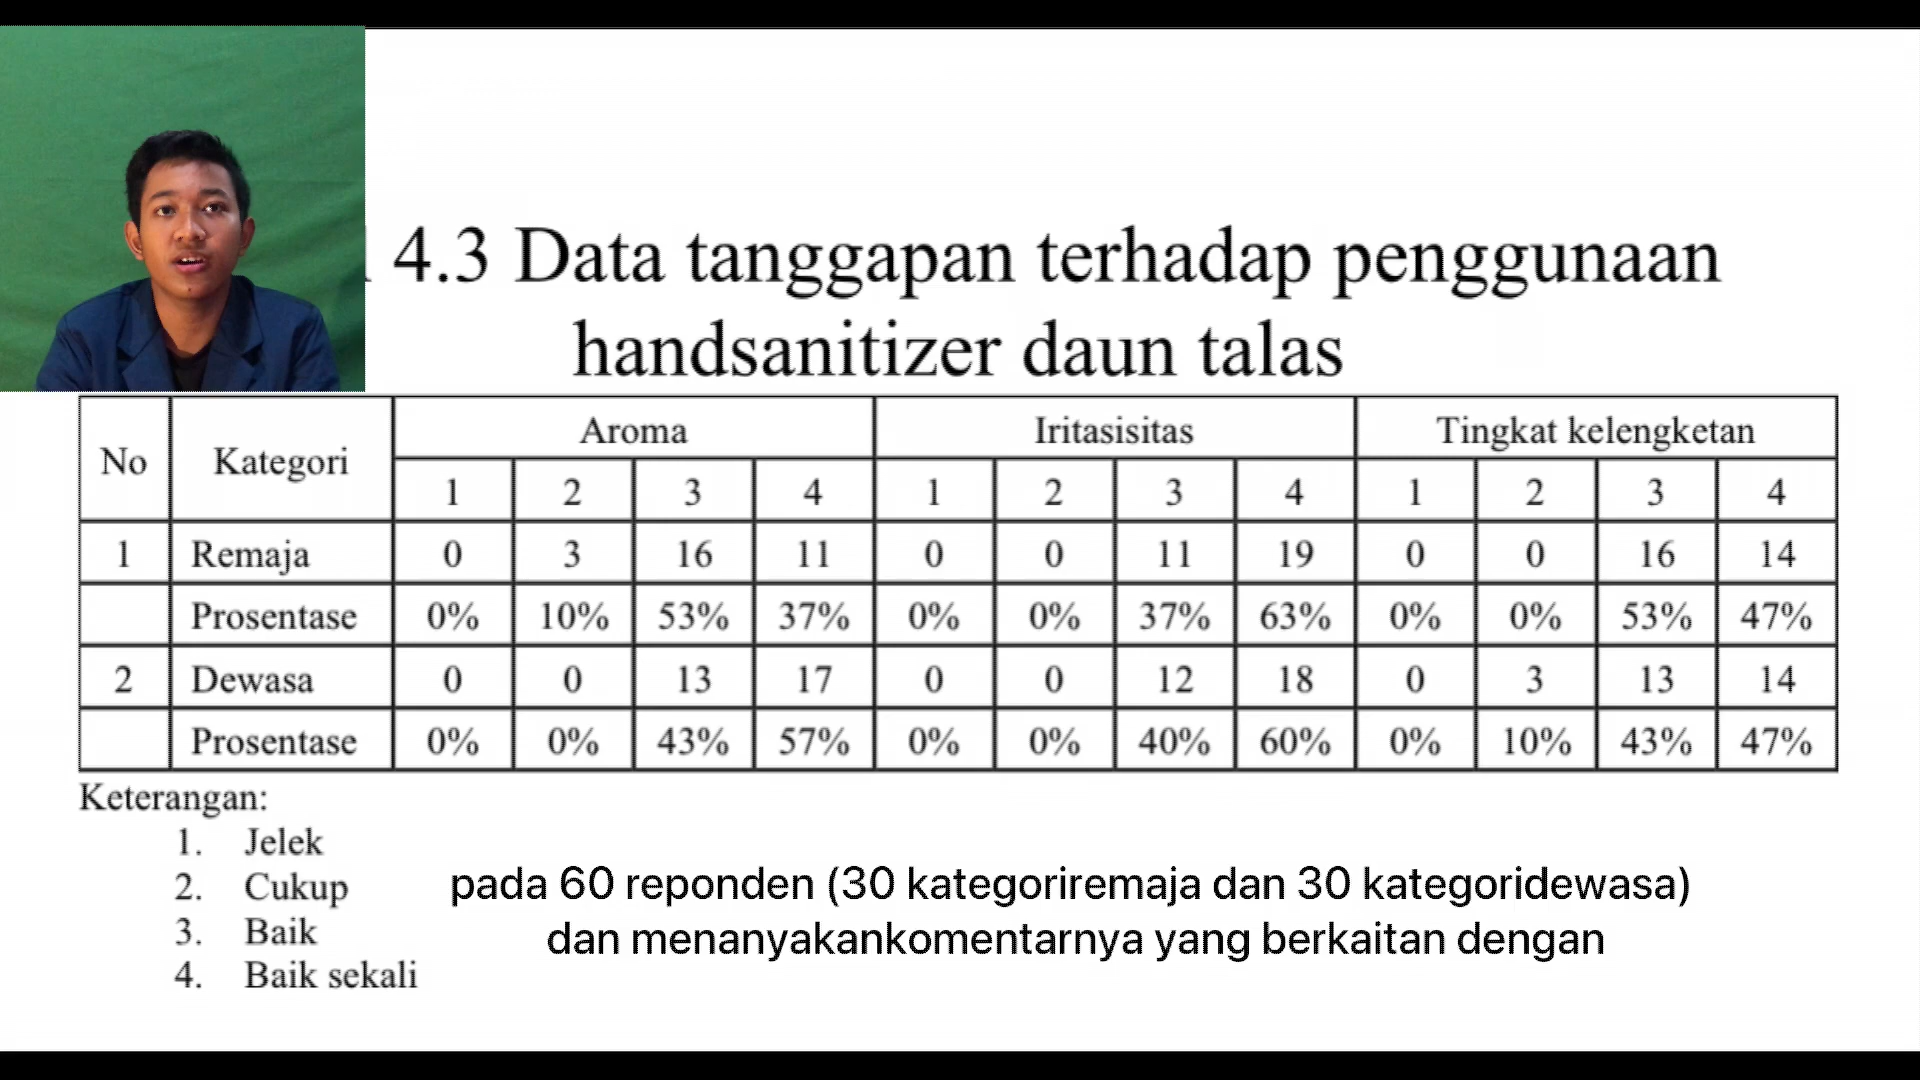 4.3 Data tanggapan terhadap penggunaan
handsanitizer daun talas
No Kategori Aroma Iritasisitas Tingkat kelengketan
1 2 3 4 1 2 3 4 1 2 3 4
1 Remaja 0 3 16 11 0 0 11 19 0 0 16 14
Prosentase 0% 10% 53% 37% 0% 0% 37% 63% 0% 0% 53% 47%
2 Dewasa 0 0 13 17 0 0 12 18 0 3 13 14
Prosentase 0% 0% 43% 57% 0% 0% 40% 60% 0% 10% 43% 47%
Keterangan:
1. Jelek
2. Cukup
3. Baik
4. Baik sekali
pada 60 reponden (30 kategoriremaja dan 30 kategoridewasa)
dan menanyakankomentarnya yang berkaitan dengan